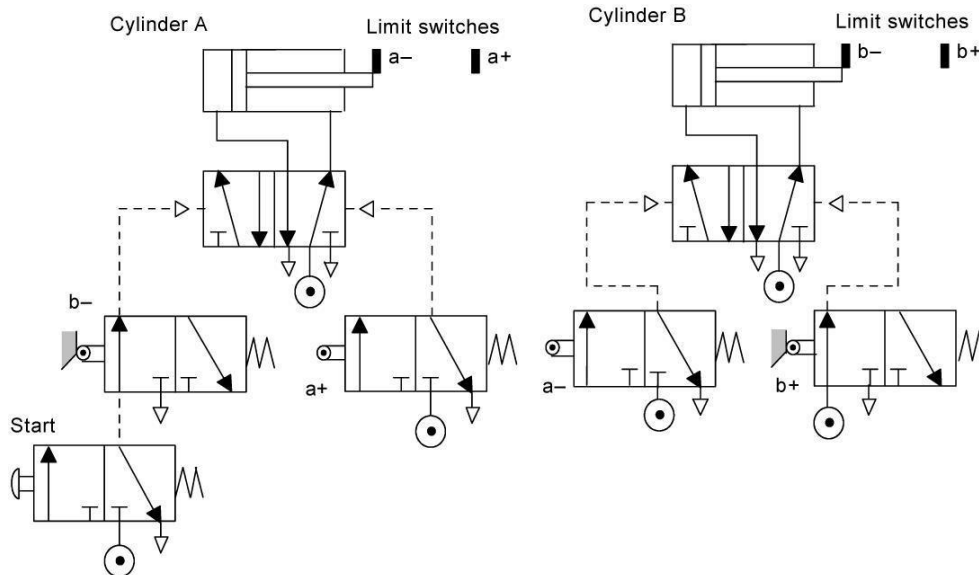 Cylinder A
Limit switches
a– a+
Cylinder B
Limit switches
b– b+
b–
a+
a–
b+
Start